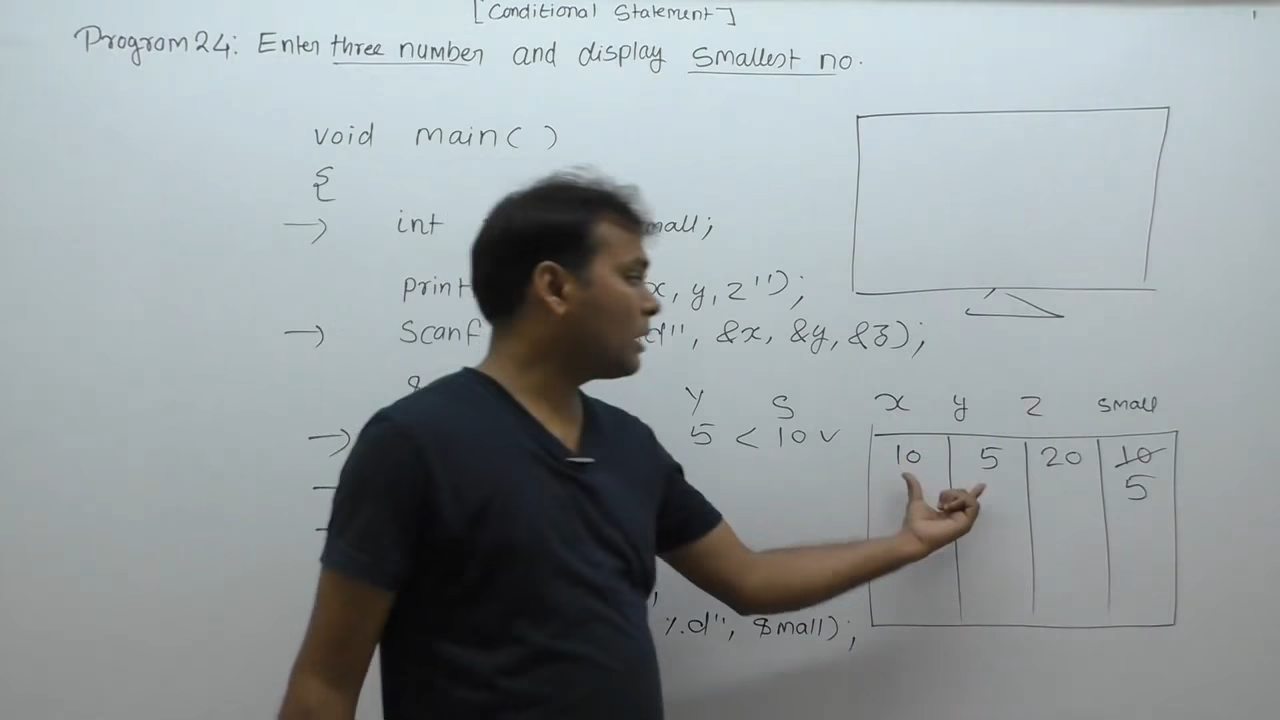 [Conditional Statement]
Program 24: Enter three number and display smallest no.
void main( )
{
→ int mall;
print x, y, z");
→ Scanf d", &x, &y, &z);
Y S
→ 5 < 10 ✓
x y z small
10 5 20 10
5
%d", small);